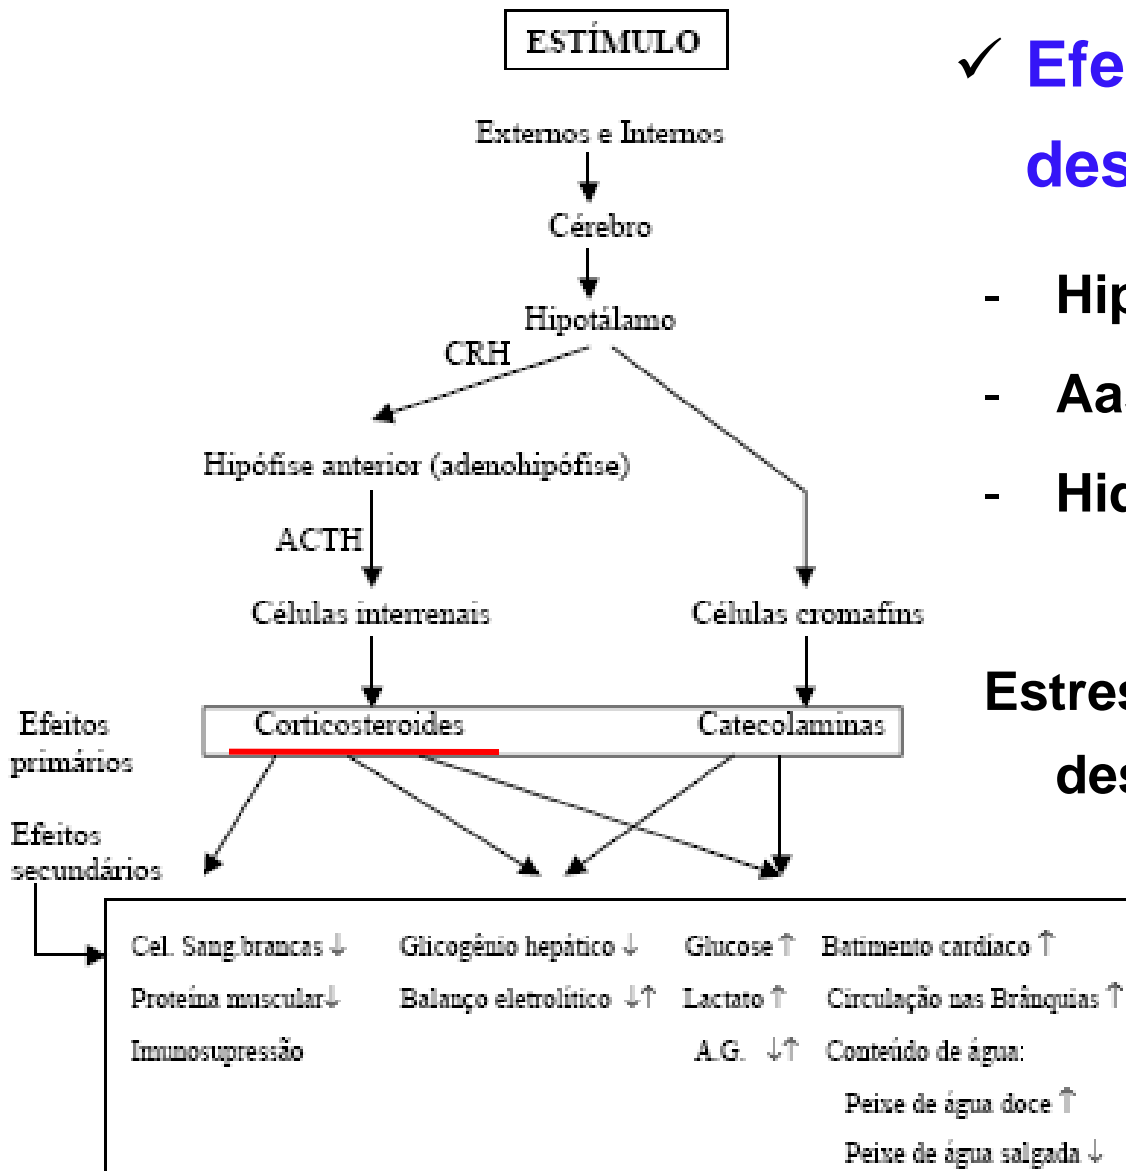 ESTÍMULO
Externos e Internos
Cérebro
Hipotálamo
CRH
Hipófise anterior (adenohipófise)
ACTH
Células interrenais
Células cromafins
Efeitos primários
Corticosteroides
Catecolaminas
Efeitos secundários
Cel. Sang.brancas ↓
Proteína muscular↓
Imunosupressão
Glicogênio hepático ↓
Balanço eletrolítico ↓↑
Glucose ↑
Lactato ↑
A.G. ↓↑
Batimento cardíaco ↑
Circulação nas Brânquias ↑
Conteúdo de água:
Peixe de água doce ↑
Peixe de água salgada ↓
✓ Efe
des
- Hip
- Aas
- Hid
Estres
des